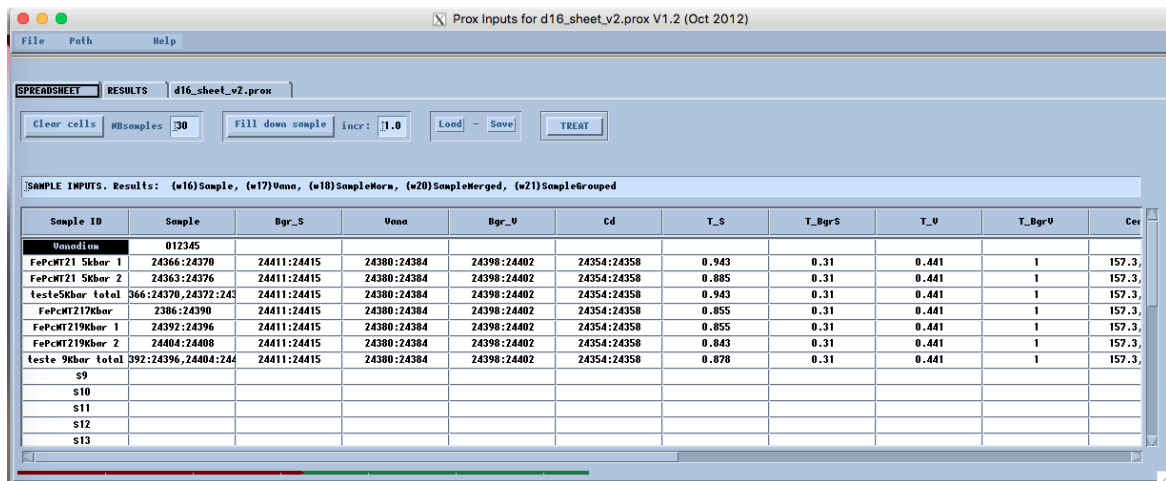 Prox Inputs for d16_sheet_v2.prox V1.2 (Oct 2012)
File Path Help
SPREADSHEET RESULTS d16_sheet_v2.prox
Clear cells NBsamples 30 Fill down sample incr: 1.0 Load - Save TREAT
SAMPLE INPUTS. Results: {w16}Sample, {w17}Vana, {w18}SampleNorm, {w20}SampleMerged, {w21}SampleGrouped
Sample ID Sample Bgr_S Vana Bgr_V Cd T_S T_BgrS T_V T_BgrV Cer
Vanadium 012345
FePcNT21 5kbar 1 24366:24370 24411:24415 24380:24384 24398:24402 24354:24358 0.943 0.31 0.441 1 157.3,
FePcNT21 5Kbar 2 24363:24376 24411:24415 24380:24384 24398:24402 24354:24358 0.885 0.31 0.441 1 157.3,
teste5Kbar total 366:24370,24372:243 24411:24415 24380:24384 24398:24402 24354:24358 0.943 0.31 0.441 1 157.3,
FePcNT217Kbar 2386:24390 24411:24415 24380:24384 24398:24402 24354:24358 0.855 0.31 0.441 1 157.3,
FePcNT219Kbar 1 24392:24396 24411:24415 24380:24384 24398:24402 24354:24358 0.855 0.31 0.441 1 157.3,
FePcNT219Kbar 2 24404:24408 24411:24415 24380:24384 24398:24402 24354:24358 0.843 0.31 0.441 1 157.3,
teste 9Kbar total 392:24396,24404:244 24411:24415 24380:24384 24398:24402 24354:24358 0.878 0.31 0.441 1 157.3,
S9
S10
S11
S12
S13